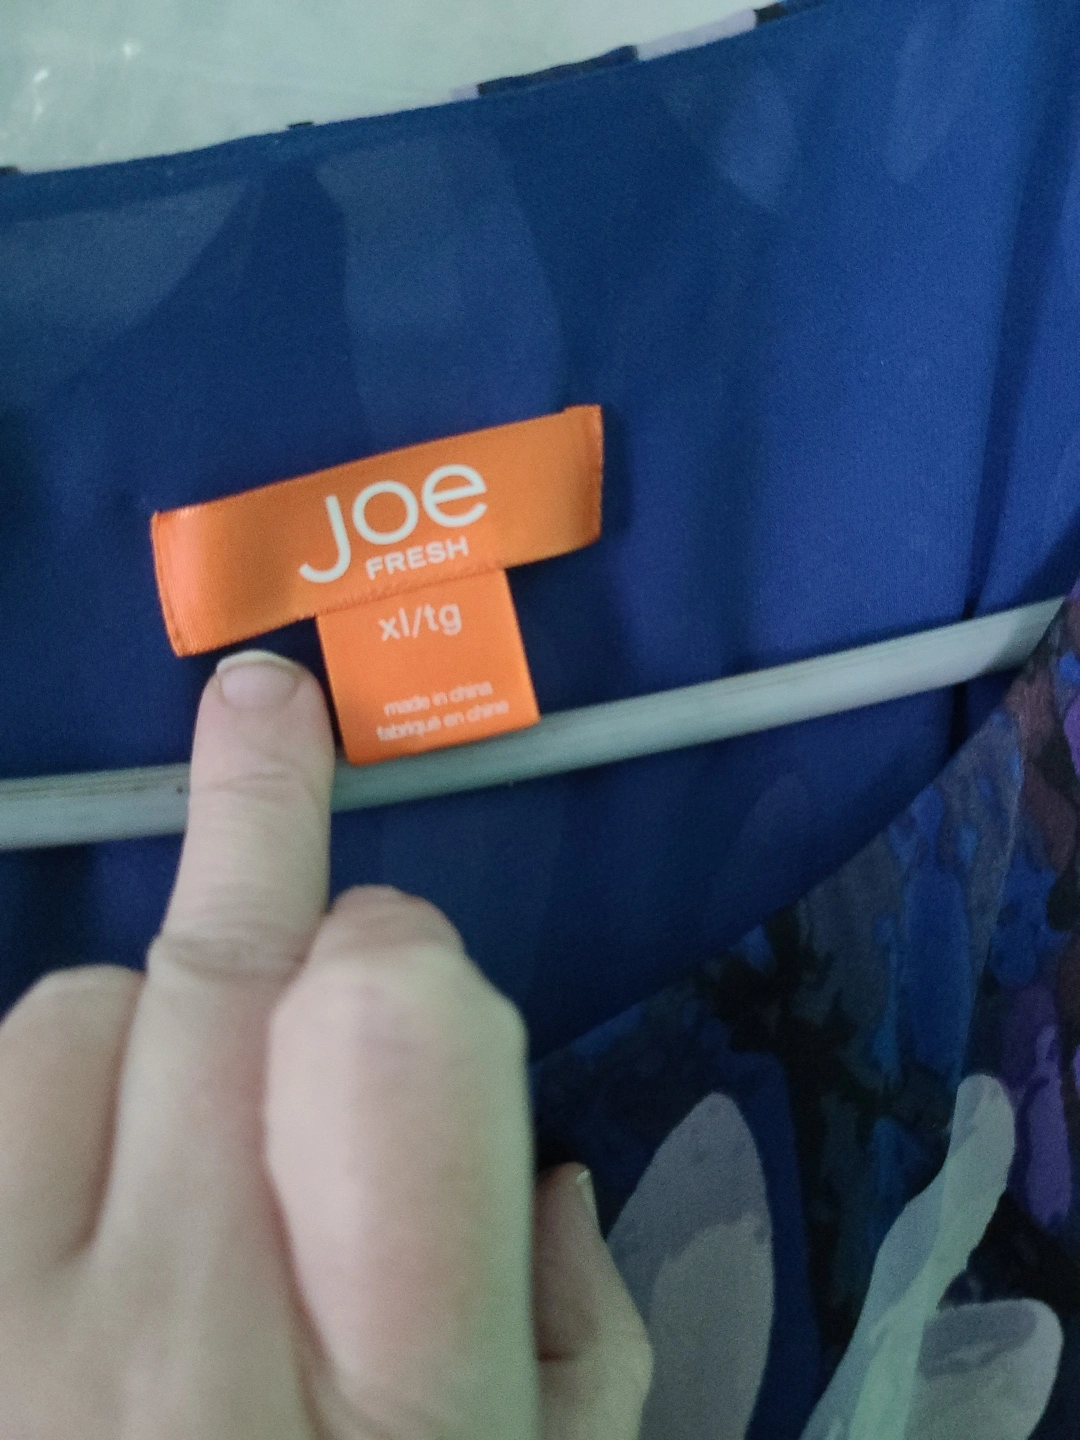 Joe
FRESH
xl/tg
made in china
fabriqué en chine